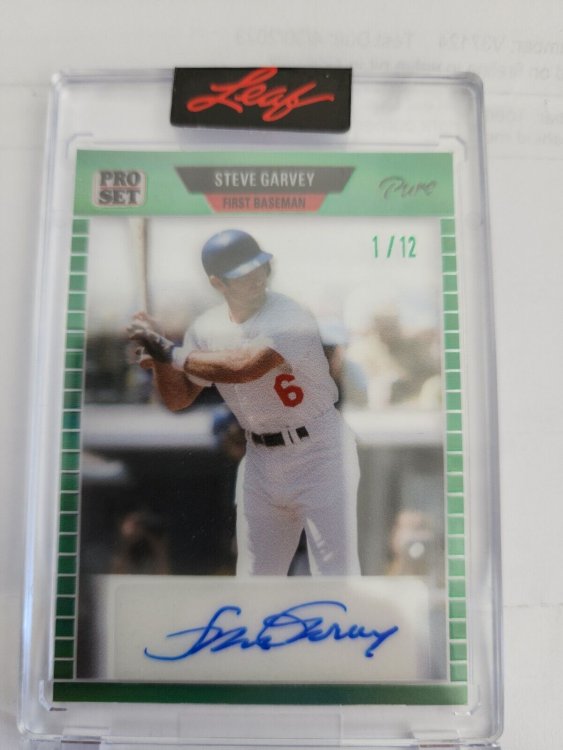 Leaf
PRO SET
STEVE GARVEY
FIRST BASEMAN
Pure
1 / 12
6
Steve Garvey